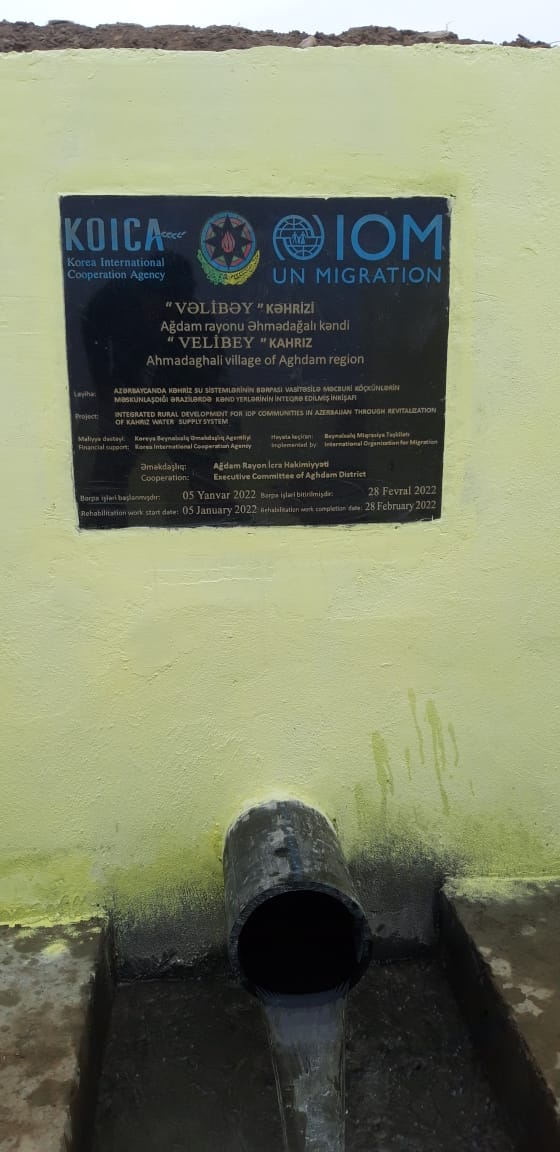 KOICA
Korea International
Cooperation Agency
IOM
UN MIGRATION
“VƏLİBƏY” KƏHRİZİ
Ağdam rayonu Əhmədağalı kəndi
“VELIBEY” KAHRIZ
Ahmadaghali village of Aghdam region
Layihə: AZƏRBAYCANDA KƏHRİZ SU SİSTEMLƏRİNİN BƏRPASI VASİTƏSİLƏ MƏCBURİ KÖÇKÜNLƏRİN
MƏSKUNLAŞDIĞI ƏRAZİLƏRDƏ KƏND YERLƏRİNİN İNTEQRƏ EDİLMİŞ İNKİŞAFI
Project: INTEGRATED RURAL DEVELOPMENT FOR IDP COMMUNITIES IN AZERBAIJAN THROUGH REVITALIZATION
OF KAHRIZ WATER SUPPLY SYSTEM
Maliyyə dəstəyi: Koreya Beynəlxalq Əməkdaşlıq Agentliyi Həyata keçirən: Beynəlxalq Miqrasiya Təşkilatı
Financial support: Korea International Cooperation Agency Implemented by: International Organization for Migration
Əməkdaşlıq: Ağdam Rayon İcra Hakimiyyəti
Cooperation: Executive Committee of Aghdam District
Bərpa işləri başlanmışdır: 05 Yanvar 2022 Bərpa işləri bitirilmişdir: 28 Fevral 2022
Rehabilitation work start date: 05 January 2022 Rehabilitation work completion date: 28 February 2022